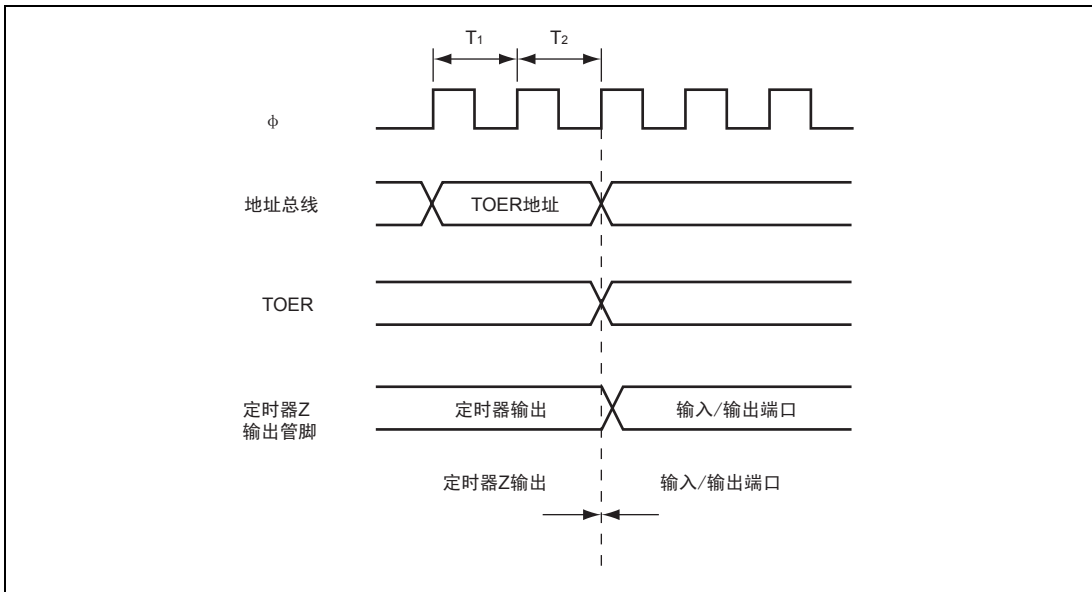 T1 T2
φ
地址总线 TOER地址
TOER
定时器Z
输出管脚
定时器输出 输入/输出端口
定时器Z输出 输入/输出端口